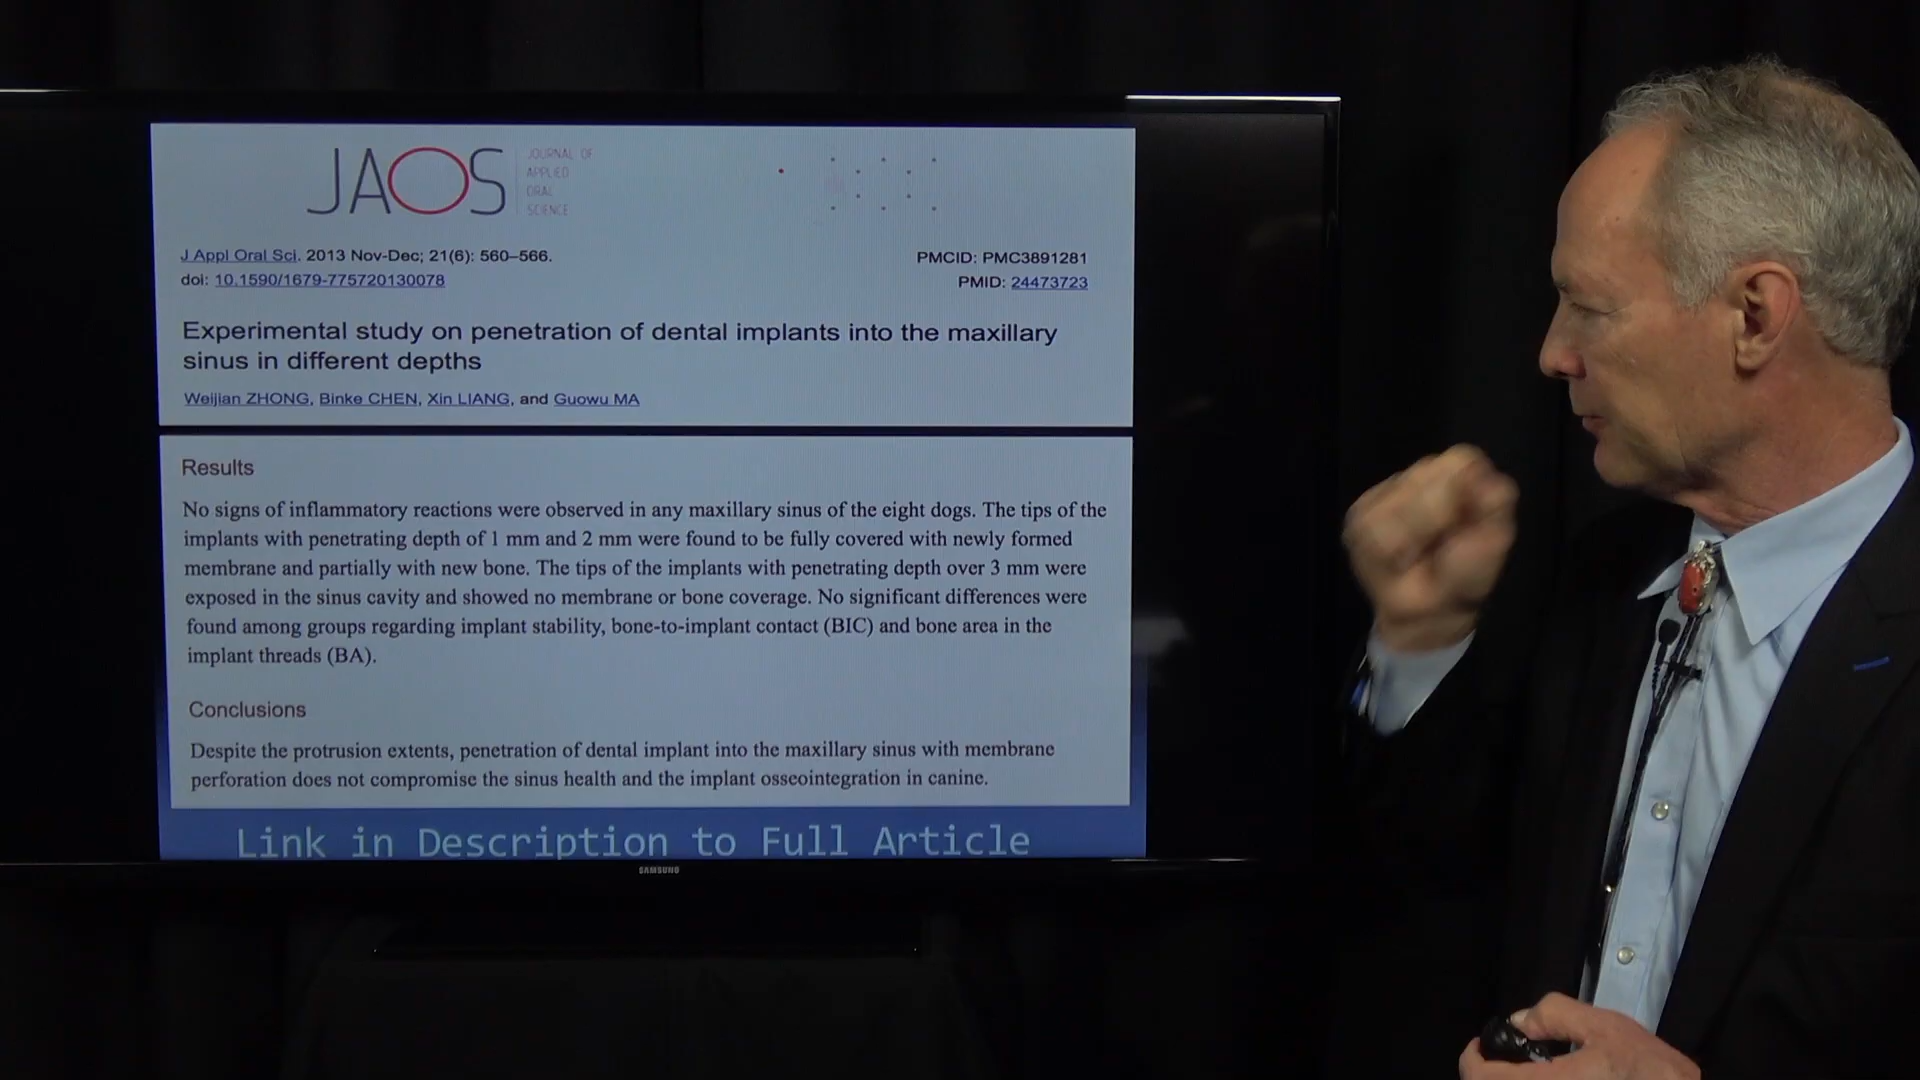 JAOS
JOURNAL OF
APPLIED
ORAL
SCIENCE
J Appl Oral Sci. 2013 Nov-Dec; 21(6): 560–566.
doi: 10.1590/1679-775720130078
PMCID: PMC3891281
PMID: 24473723
Experimental study on penetration of dental implants into the maxillary
sinus in different depths
Weijian ZHONG, Binke CHEN, Xin LIANG, and Guowu MA
Results
No signs of inflammatory reactions were observed in any maxillary sinus of the eight dogs. The tips of the
implants with penetrating depth of 1 mm and 2 mm were found to be fully covered with newly formed
membrane and partially with new bone. The tips of the implants with penetrating depth over 3 mm were
exposed in the sinus cavity and showed no membrane or bone coverage. No significant differences were
found among groups regarding implant stability, bone-to-implant contact (BIC) and bone area in the
implant threads (BA).
Conclusions
Despite the protrusion extents, penetration of dental implant into the maxillary sinus with membrane
perforation does not compromise the sinus health and the implant osseointegration in canine.
Link in Description to Full Article
SAMSUNG